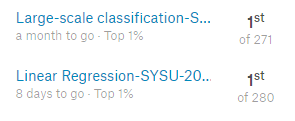 Large-scale classification-S... 1st
a month to go · Top 1% of 271
Linear Regression-SYSU-20... 1st
8 days to go · Top 1% of 280